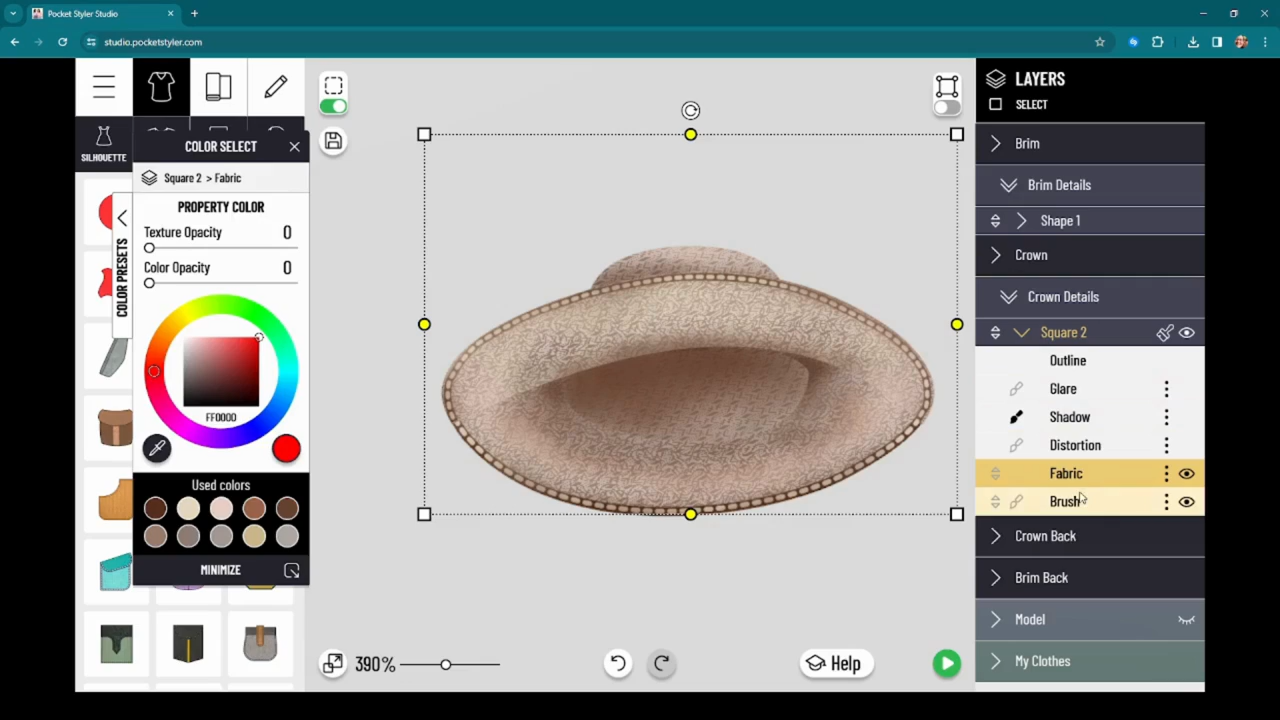 Pocket Styler Studio
studio.pocketstyler.com
SILHOUETTE
COLOR SELECT
Square 2 > Fabric
PROPERTY COLOR
Texture Opacity 0
Color Opacity 0
COLOR PRESETS
FF0000
Used colors
MINIMIZE
390%
Help
LAYERS
SELECT
Brim
Brim Details
Shape 1
Crown
Crown Details
Square 2
Outline
Glare
Shadow
Distortion
Fabric
Brush
Crown Back
Brim Back
Model
My Clothes